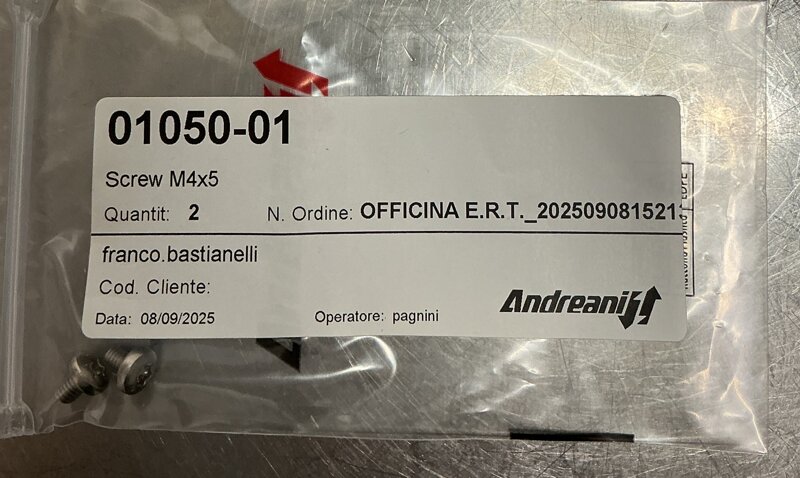 01050-01
Screw M4x5
Quantit: 2 N. Ordine: OFFICINA E.R.T._202509081521
franco.bastianelli
Cod. Cliente:
Data: 08/09/2025 Operatore: pagnini
Andreani